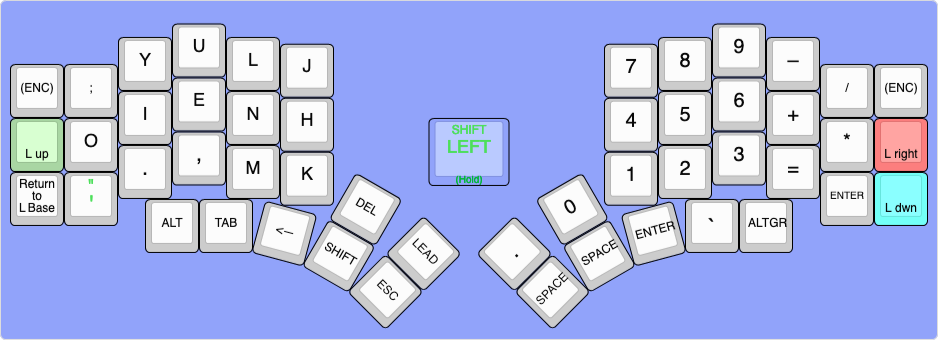 (ENC)
;
Y
U
L
J
L up
O
I
E
N
H
Return
to
L Base
"
'
.
,
M
K
ALT
TAB
<--
SHIFT
DEL
ESC
LEAD
SHIFT
LEFT
(Hold)
7
8
9
–
/
(ENC)
4
5
6
+
*
L right
1
2
3
=
ENTER
L dwn
.
SPACE
0
SPACE
ENTER
`
ALTGR